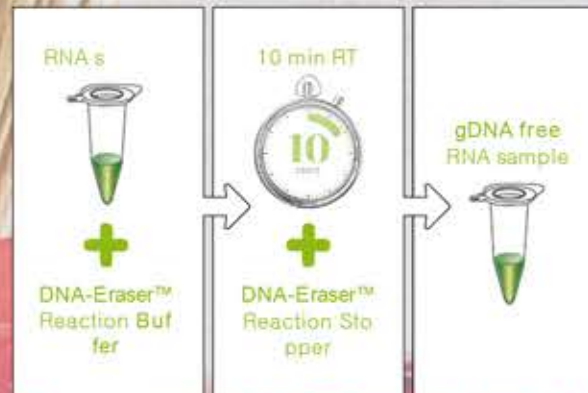 RNA s
DNA-Eraser™
Reaction Buf
fer
10 min RT
10
DNA-Eraser™
Reaction Sto
pper
gDNA free
RNA sample